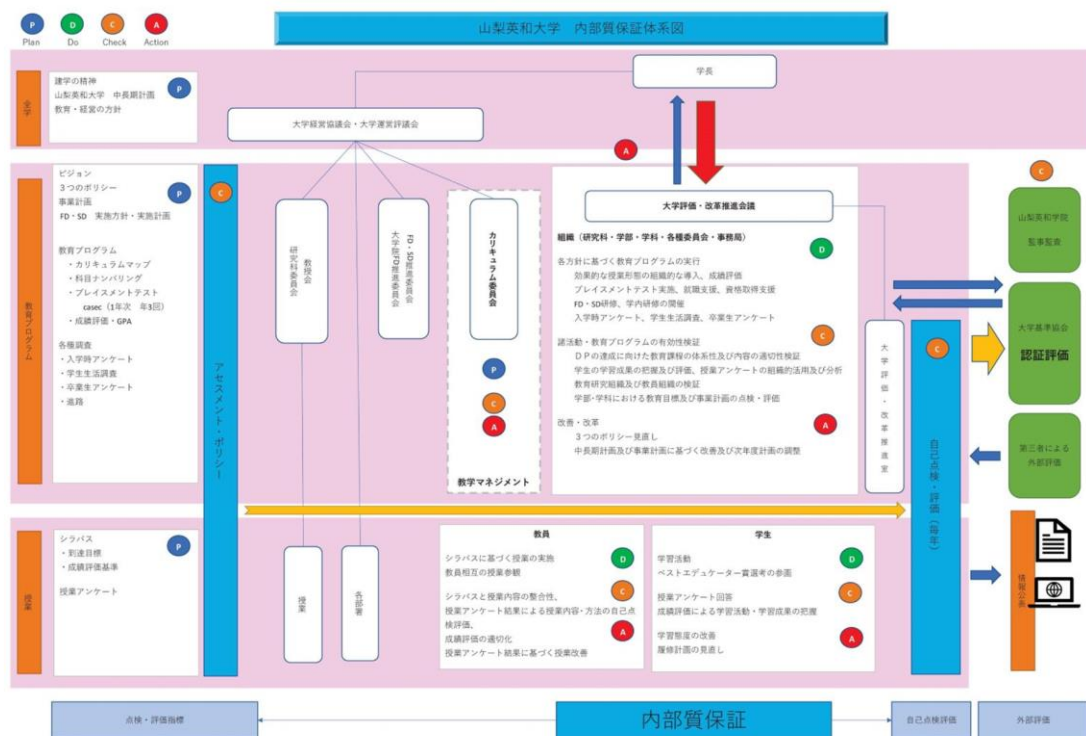 山梨英和大学　内部質保証体系図
P
D
C
A
Plan
Do
Check
Action
全学
建学の精神
山梨英和大学　中長期計画
教育・経営の方針
P
学長
大学経営協議会・大学運営評議会
A
教育プログラム
ビジョン
３つのポリシー
事業計画
FD・SD　実施方針・実施計画
教育プログラム
・カリキュラムマップ
・科目ナンバリング
・プレイスメントテスト
casec（1年次　年3回）
・成績評価・GPA
各種調査
・入学時アンケート
・学生生活調査
・卒業生アンケート
・進路
P
C
アセスメント・ポリシー
教授会
研究科委員会
FD・SD推進委員会
大学院FD推進委員会
カリキュラム委員会
P
C
A
教学マネジメント
大学評価・改革推進会議
組織（研究科・学部・学科・各種委員会・事務局）
D
各方針に基づく教育プログラムの実行
効果的な授業形態の組織的な導入、成績評価
プレイスメントテスト実施、就職支援、資格取得支援
FD・SD研修、学内研修の開催
入学時アンケート、学生生活調査、卒業生アンケート
諸活動・教育プログラムの有効性検証
C
ＤＰの達成に向けた教育課程の体系性及び内容の適切性検証
学生の学習成果の把握及び評価、授業アンケートの組織的活用及び分析
教育研究組織及び教員組織の検証
学部・学科における教育目標及び事業計画の点検・評価
改善・改革
A
３つのポリシー見直し
中長期計画及び事業計画に基づく改善及び次年度計画の調整
大学評価・改革推進室
C
自己点検・評価（毎年）
C
山梨英和学院
監事監査
大学基準協会
認証評価
第三者による
外部評価
情報公表
授業
シラバス
・到達目標
・成績評価基準
授業アンケート
P
授業
各部署
教員
シラバスに基づく授業の実施
教員相互の授業参観
D
シラバスと授業内容の整合性、
授業アンケート結果による授業内容・方法の自己点
検評価、
成績評価の適切化
授業アンケート結果に基づく授業改善
C
A
学生
学習活動
ベストエデュケーター賞選考の参画
D
授業アンケート回答
成績評価による学習活動・学習成果の把握
C
学習態度の改善
履修計画の見直し
A
点検・評価指標
内部質保証
自己点検評価
外部評価